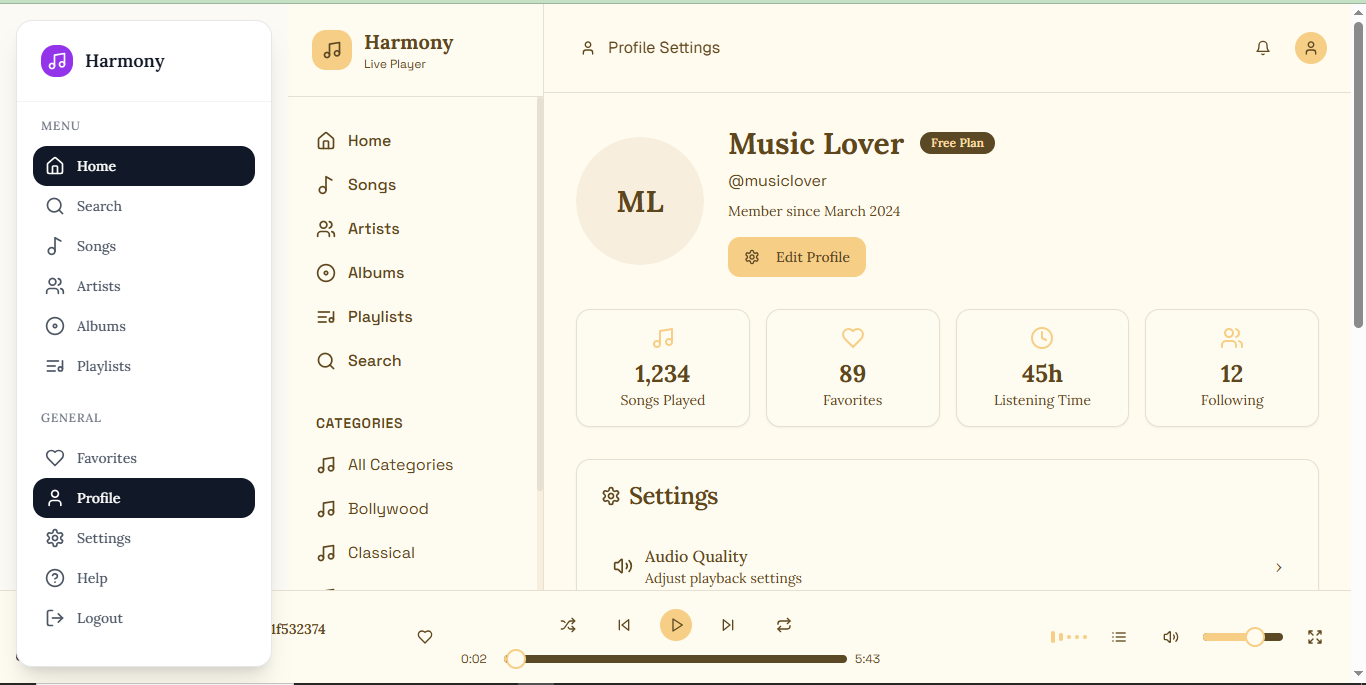 Harmony
MENU
Home
Search
Songs
Artists
Albums
Playlists
GENERAL
Favorites
Profile
Settings
Help
Logout
Harmony
Live Player
Home
Songs
Artists
Albums
Playlists
Search
CATEGORIES
All Categories
Bollywood
Classical
Profile Settings
ML
Music Lover
Free Plan
@musiclover
Member since March 2024
Edit Profile
1,234
Songs Played
89
Favorites
45h
Listening Time
12
Following
Settings
Audio Quality
Adjust playback settings
1f532374
0:02
5:43